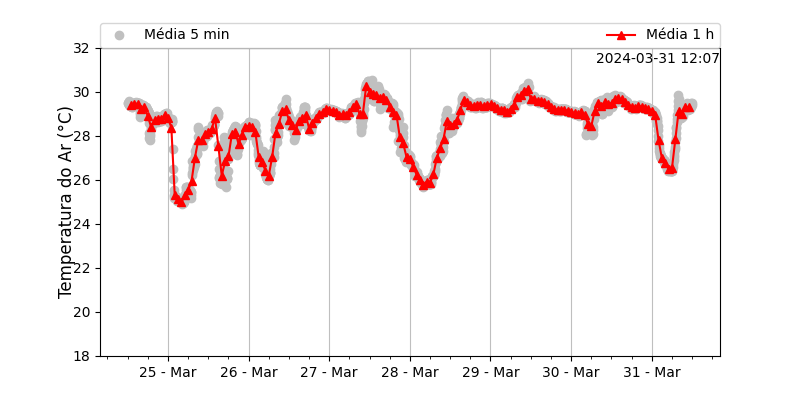 Média 5 min
Média 1 h
2024-03-31 12:07
Temperatura do Ar (°C)
32
30
28
26
24
22
20
18
25 - Mar
26 - Mar
27 - Mar
28 - Mar
29 - Mar
30 - Mar
31 - Mar